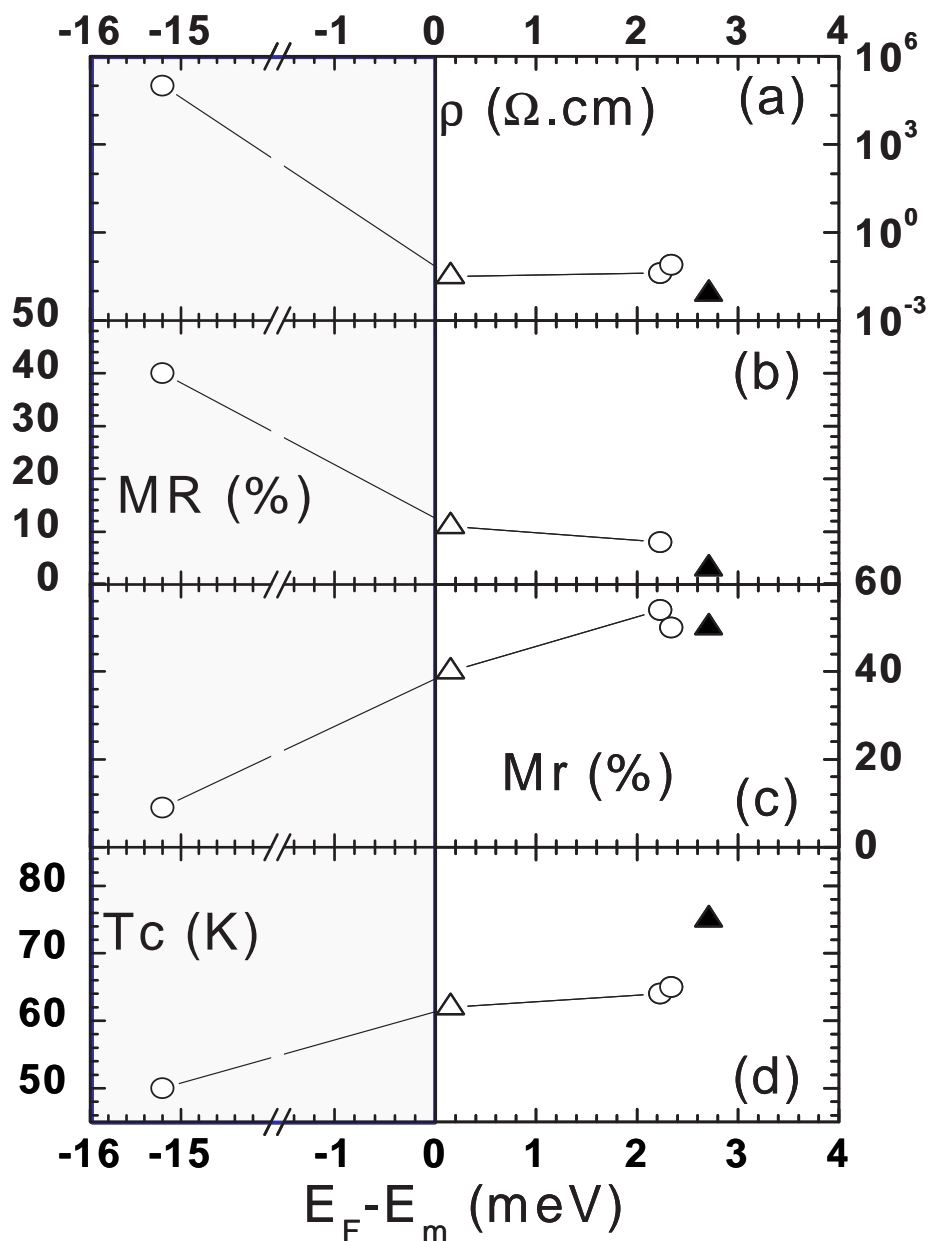 -16 -15 -1 0 1 2 3 4
10^6
ρ (Ω.cm) (a)
10^3
10^0
50 10^-3
40 (b)
30
20 MR (%)
10
0 60
40
Mr (%) 20
(c)
0
80
Tc (K)
70
60
50 (d)
-16 -15 -1 0 1 2 3 4
E_F-E_m (meV)